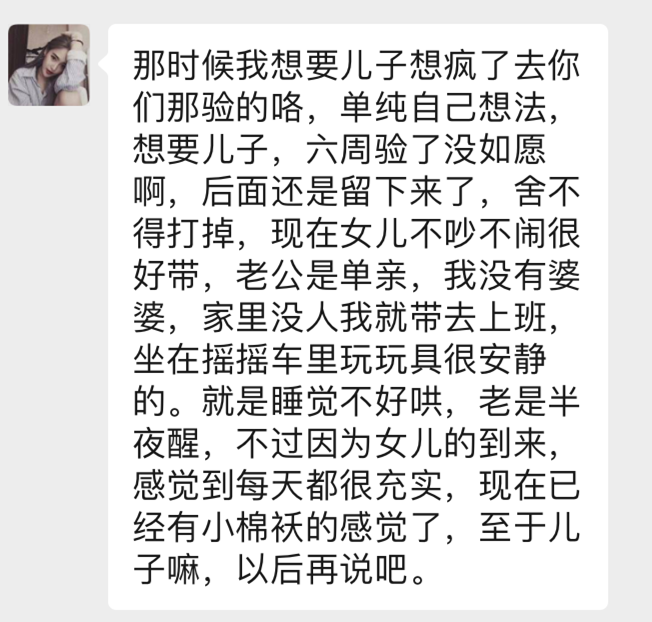 那时候我想要儿子想疯了去你
们那验的咯，单纯自己想法，
想要儿子，六周验了没如愿
啊，后面还是留下来了，舍不
得打掉，现在女儿不吵不闹很
好带，老公是单亲，我没有婆
婆，家里没人我就带去上班，
坐在摇摇车里玩玩具很安静
的。就是睡觉不好哄，老是半
夜醒，不过因为女儿的到来，
感觉到每天都很充实，现在已
经有小棉袄的感觉了，至于儿
子嘛，以后再说吧。